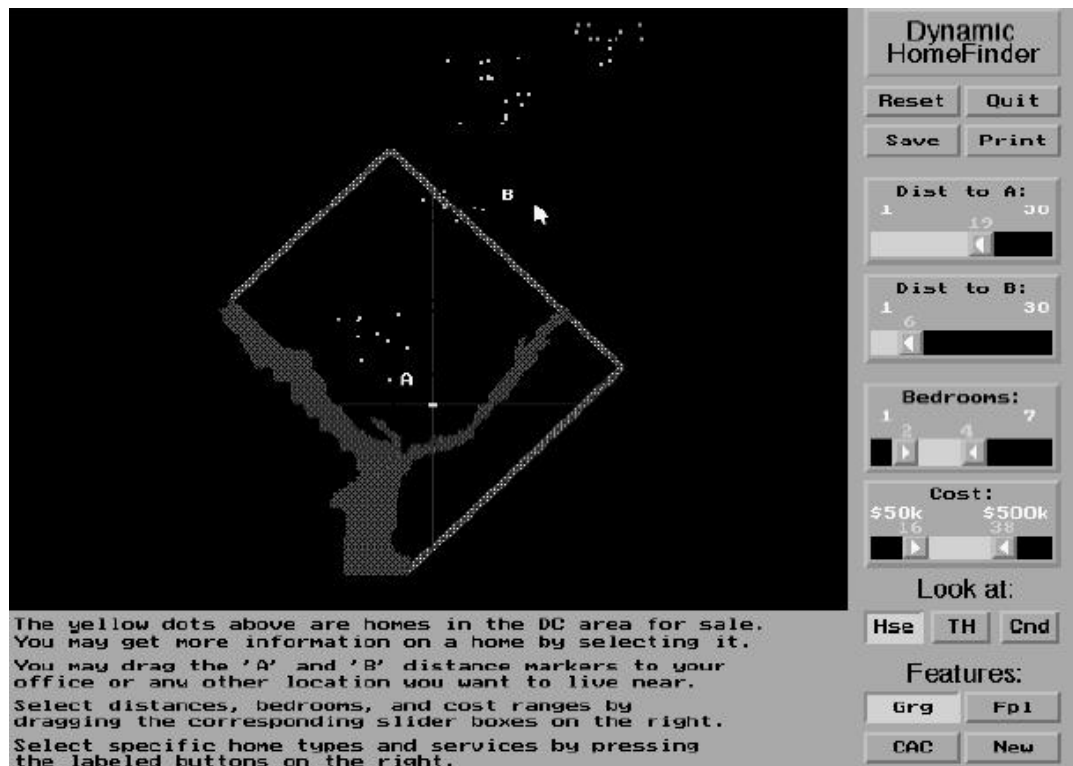 Dynamic
HomeFinder
Reset Quit
Save Print
Dist to A:
1 30
19
Dist to B:
1 30
6
Bedrooms:
1 7
2 4
Cost:
$50k $500k
16 38
Look at:
Hse TH Cnd
Features:
Grg Fpl
CAC New
B
A
The yellow dots above are homes in the DC area for sale.
You may get more information on a home by selecting it.
You may drag the 'A' and 'B' distance markers to your
office or any other location you want to live near.
Select distances, bedrooms, and cost ranges by
dragging the corresponding slider boxes on the right.
Select specific home types and services by pressing
the labeled buttons on the right.